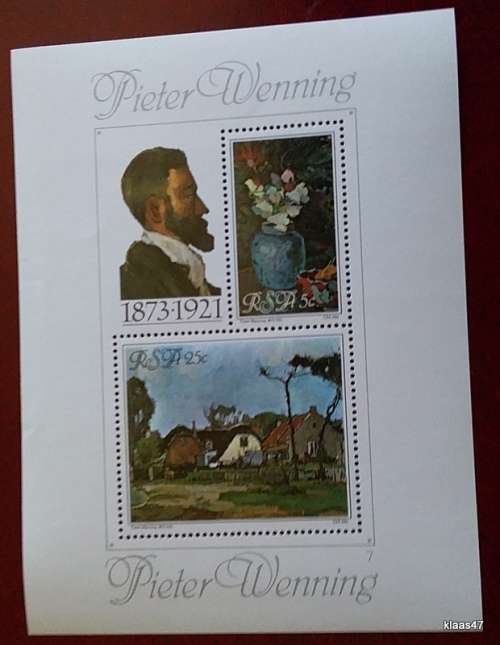 Pieter Wenning
1873·1921
RSA 5c
RSA 25c
Pieter Wenning
7
klaas47